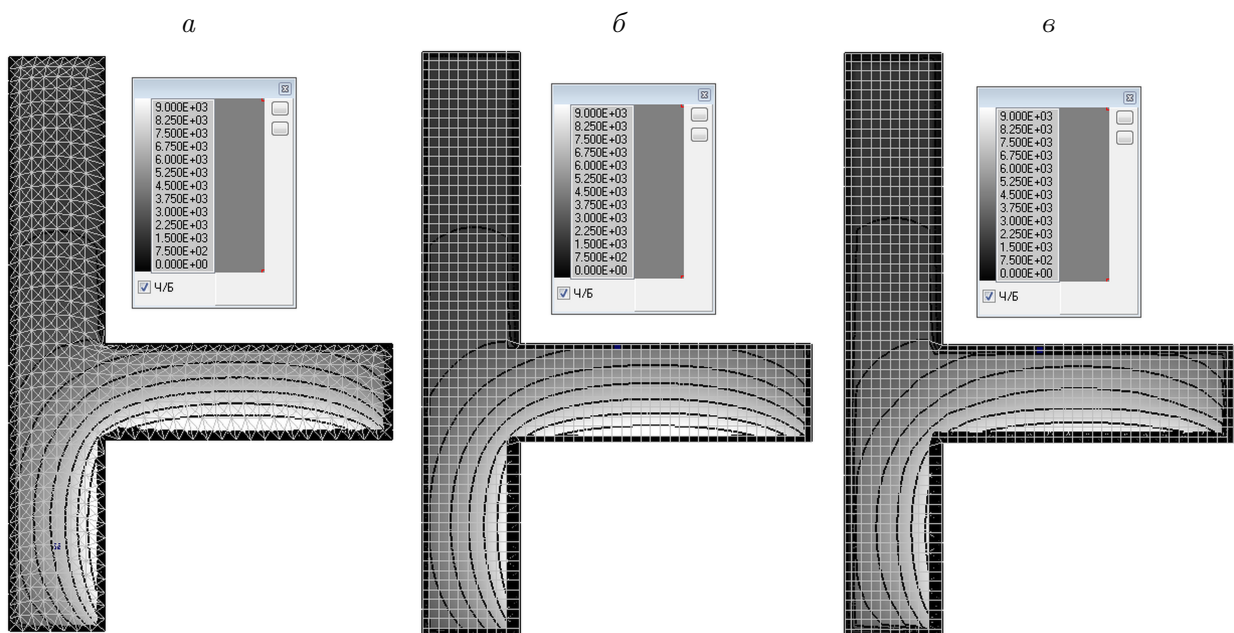 а
б
в
9.000E+03
8.250E+03
7.500E+03
6.750E+03
6.000E+03
5.250E+03
4.500E+03
3.750E+03
3.000E+03
2.250E+03
1.500E+03
7.500E+02
0.000E+00
Ч/Б
9.000E+03
8.250E+03
7.500E+03
6.750E+03
6.000E+03
5.250E+03
4.500E+03
3.750E+03
3.000E+03
2.250E+03
1.500E+03
7.500E+02
0.000E+00
Ч/Б
9.000E+03
8.250E+03
7.500E+03
6.750E+03
6.000E+03
5.250E+03
4.500E+03
3.750E+03
3.000E+03
2.250E+03
1.500E+03
7.500E+02
0.000E+00
Ч/Б